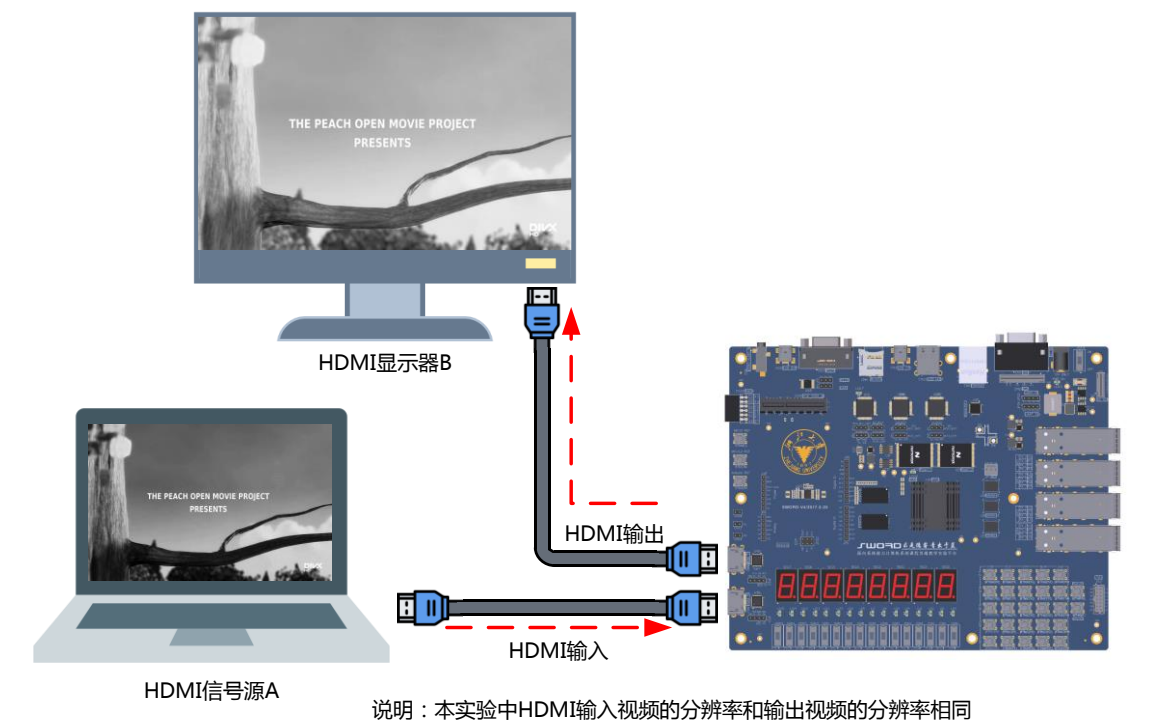 THE PEACH OPEN MOVIE PROJECT
PRESENTS
HDMI显示器B
THE PEACH OPEN MOVIE PROJECT
PRESENTS
HDMI输出
HDMI输入
HDMI信号源A
SWORD
说明：本实验中HDMI输入视频的分辨率和输出视频的分辨率相同